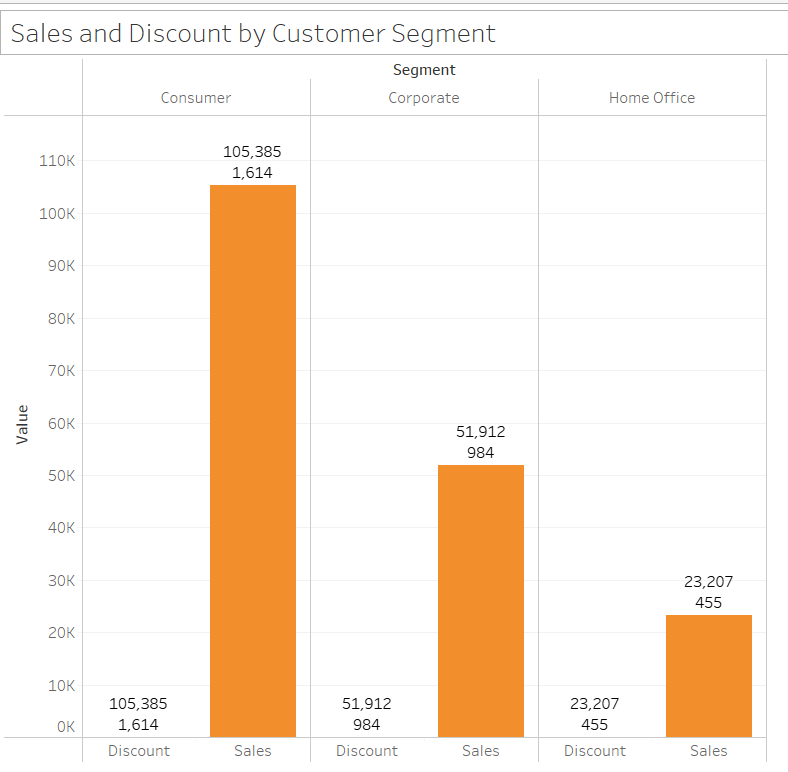 Sales and Discount by Customer Segment
Segment
Consumer Corporate Home Office
Value
110K
100K
90K
80K
70K
60K
50K
40K
30K
20K
10K
0K
105,385
1,614
105,385
1,614
51,912
984
51,912
984
23,207
455
23,207
455
Discount Sales Discount Sales Discount Sales